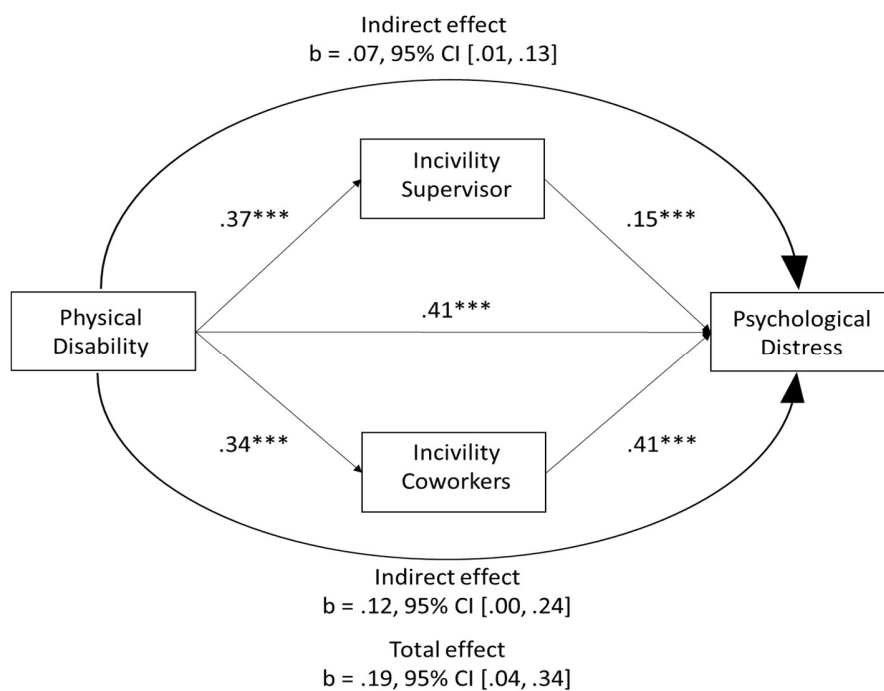 Indirect effect
b = .07, 95% CI [.01, .13]
Incivility
Supervisor
.37***
.15***
Physical
Disability
.41***
Psychological
Distress
.34***
Incivility
Coworkers
.41***
Indirect effect
b = .12, 95% CI [.00, .24]
Total effect
b = .19, 95% CI [.04, .34]